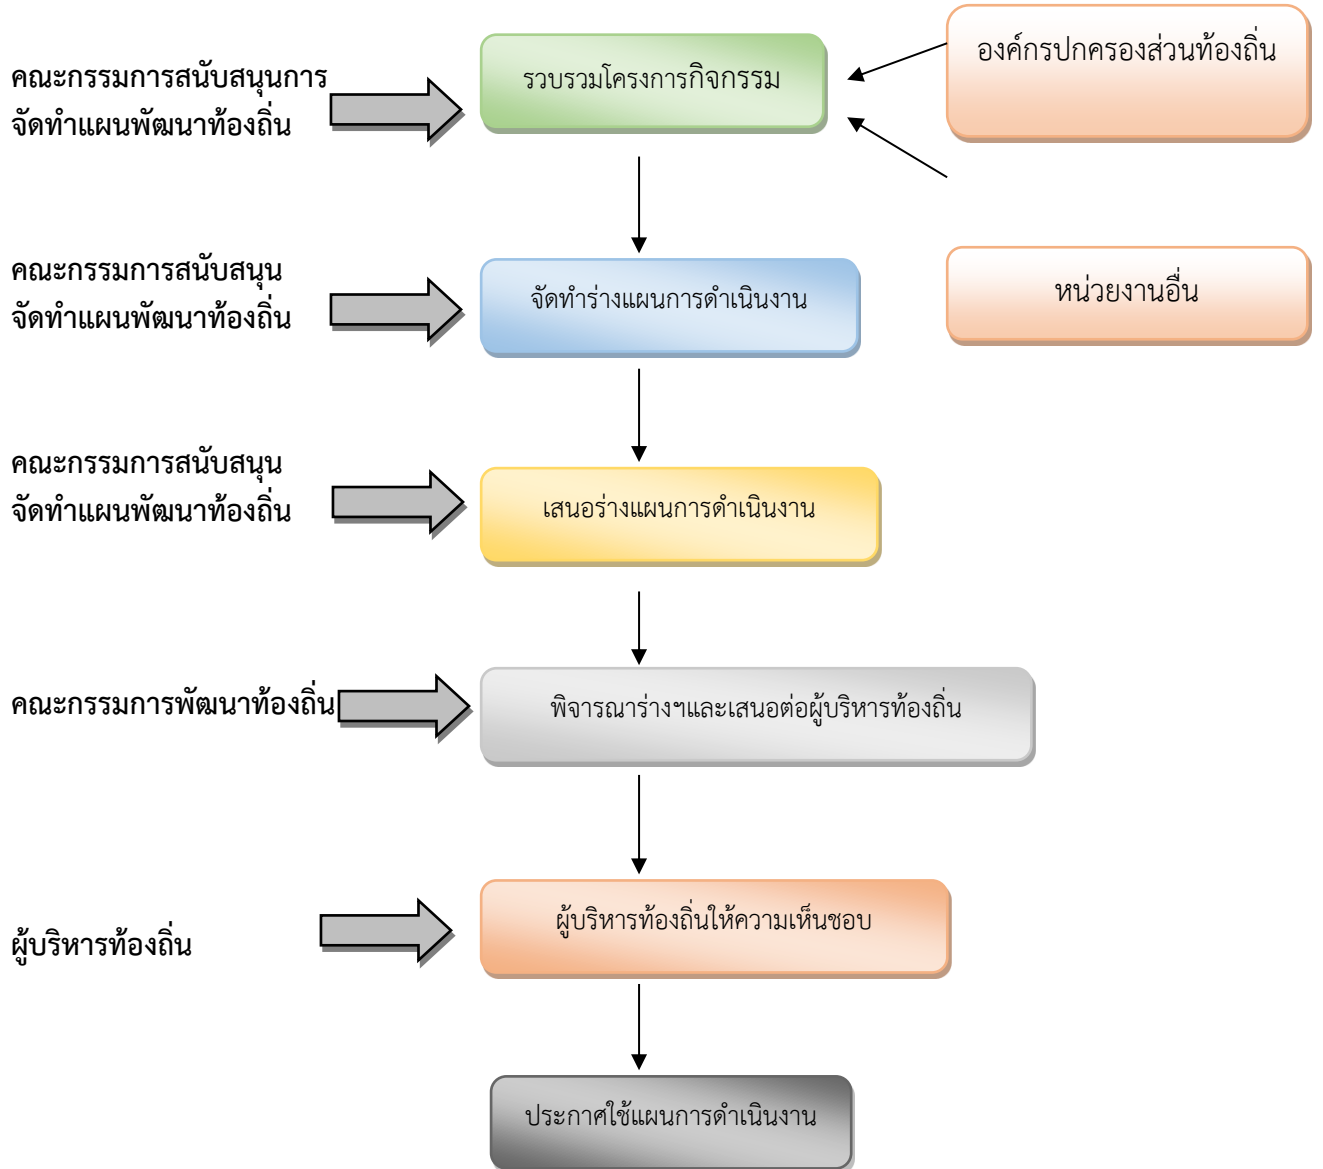 คณะกรรมการสนับสนุนการ
จัดทำแผนพัฒนาท้องถิ่น
รวบรวมโครงการกิจกรรม
องค์กรปกครองส่วนท้องถิ่น
คณะกรรมการสนับสนุน
จัดทำแผนพัฒนาท้องถิ่น
จัดทำร่างแผนการดำเนินงาน
หน่วยงานอื่น
คณะกรรมการสนับสนุน
จัดทำแผนพัฒนาท้องถิ่น
เสนอร่างแผนการดำเนินงาน
คณะกรรมการพัฒนาท้องถิ่น
พิจารณาร่างฯและเสนอต่อผู้บริหารท้องถิ่น
ผู้บริหารท้องถิ่น
ผู้บริหารท้องถิ่นให้ความเห็นชอบ
ประกาศใช้แผนการดำเนินงาน